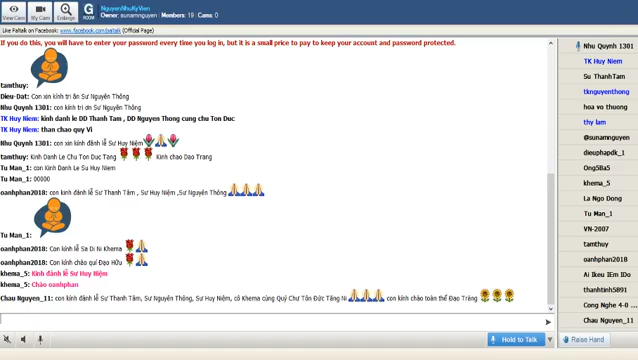 View Cam
My Cam
Enlarge
G
ROOM
NguyenNhuKyVien
Owner: sunamnguyen Members: 19 Cams: 0
Like Paltalk on Facebook: www.facebook.com/paltalk (Official Page)
If you do this, you will have to enter your password every time you log in, but it is a small price to pay to keep your account and password protected.
tamthuy:
Dieu-Dat: Con xin kính tri ân Sư Nguyên Thông
Nhu Quynh 1301: con kính tri ơn Sư Nguyên Thông
TK Huy Niem: kinh danh le DD Thanh Tam , DD Nguyen Thong cung chu Ton Duc
TK Huy Niem: than chao quy Vi
Nhu Quynh 1301: con xin kính đảnh lễ Sư Huy Niệm
tamthuy: Kinh Danh Le Chu Ton Duc Tang Kinh chao Dao Trang
Tu Man_1: con Kinh Danh Le Su Huy Niem
Tu Man_1: 00000
oanhphan2018: con kinh đảnh lễ Sư Thanh Tâm , Sư Huy Niệm ,Sư Nguyên Thông
Tu Man_1:
oanhphan2018: Con kính lễ Sa Di Ni Khema
oanhphan2018: Con kính chào quí Đạo Hữu
khema_5: Kính đảnh lễ Sư Huy Niệm
khema_5: Chào oanhphan
Chau Nguyen_11: con kính đảnh lễ Sư Thanh Tâm, Sư Nguyên Thông, Sư Huy Niệm, cô Khema cùng Quý Chư Tôn Đức Tăng Ni con kính chào toàn thể Đạo Tràng
Nhu Quynh 1301
TK Huy Niem
Su ThanhTam
tknguyenthong
hoa vo thuong
thy lam
@sunamnguyen
dieuphapdk_1
Ong5BaS
khema_5
La Ngo Dong
Tu Man_1
VN-2007
tamthuy
oanhphan2018
Ai Ikeu IEm IDo
thanhtinh5891
Cong Nghe 4-0 ...
Chau Nguyen_11
Hold to Talk
Raise Hand